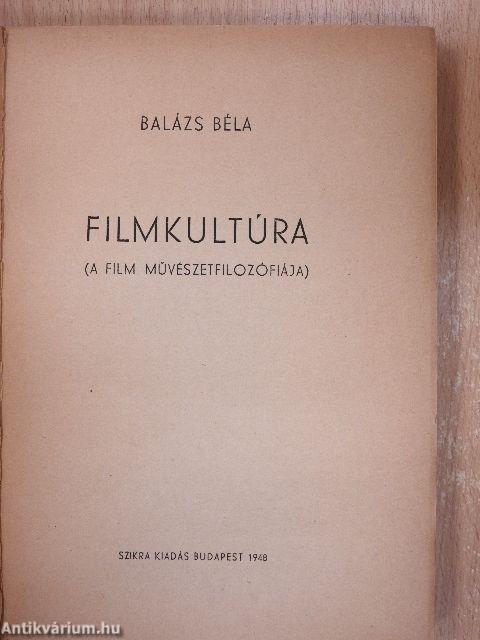 BALÁZS BÉLA
FILMKULTÚRA
(A FILM MŰVÉSZETFILOZÓFIÁJA)
SZIKRA KIADÁS BUDAPEST 1948
Antikvárium.hu